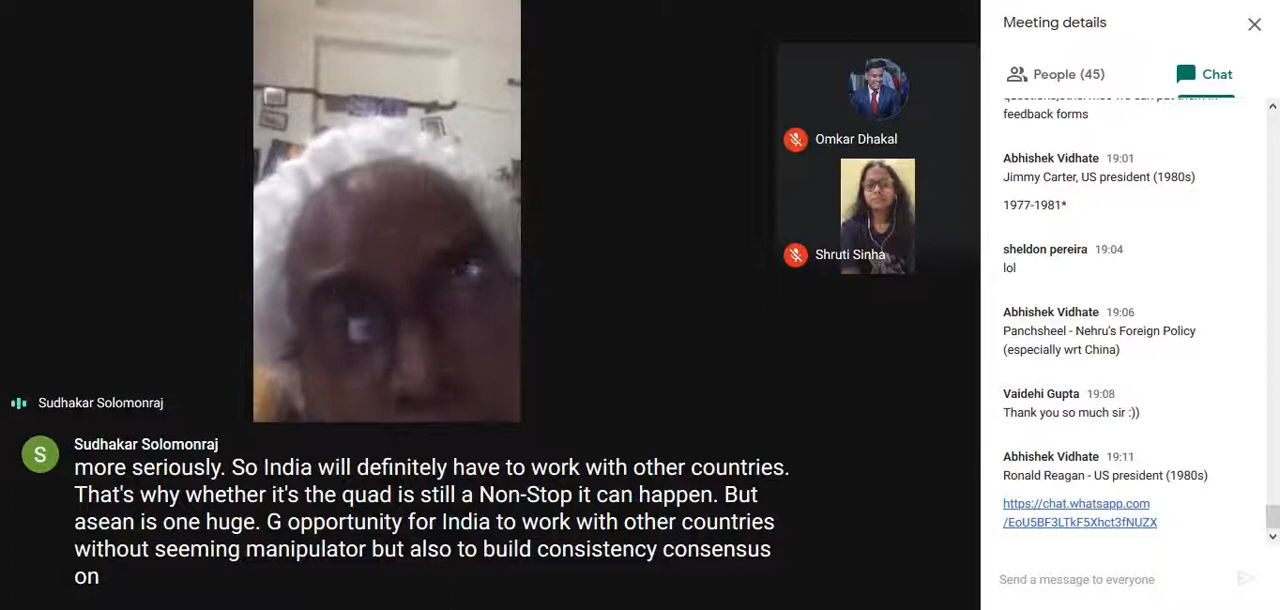 Meeting details
People (45)
Chat
feedback forms
Omkar Dhakal
Shruti Sinha
Abhishek Vidhate 19:01
Jimmy Carter, US president (1980s)
1977-1981*
sheldon pereira 19:04
lol
Abhishek Vidhate 19:06
Panchsheel - Nehru's Foreign Policy
(especially wrt China)
Vaidehi Gupta 19:08
Thank you so much sir :))
Abhishek Vidhate 19:11
Ronald Reagan - US president (1980s)
https://chat.whatsapp.com
/EoU5BF3LTkF5Xhct3fNUZX
Send a message to everyone
Sudhakar Solomonraj
S
Sudhakar Solomonraj
more seriously. So India will definitely have to work with other countries.
That's why whether it's the quad is still a Non-Stop it can happen. But
asean is one huge. G opportunity for India to work with other countries
without seeming manipulator but also to build consistency consensus
on